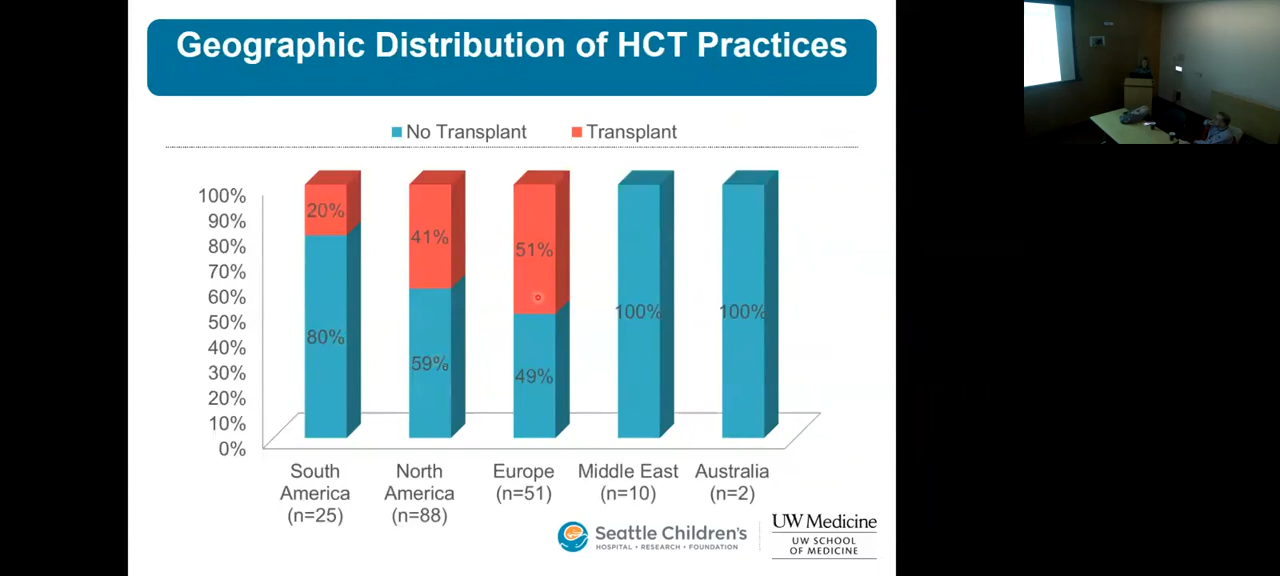 Geographic Distribution of HCT Practices
No Transplant
Transplant
100%
90%
80%
70%
60%
50%
40%
30%
20%
10%
0%
20%
80%
41%
59%
51%
49%
100%
100%
South
America
(n=25)
North
America
(n=88)
Europe
(n=51)
Middle East
(n=10)
Australia
(n=2)
Seattle Children's
HOSPITAL • RESEARCH • FOUNDATION
UW Medicine
UW SCHOOL
OF MEDICINE